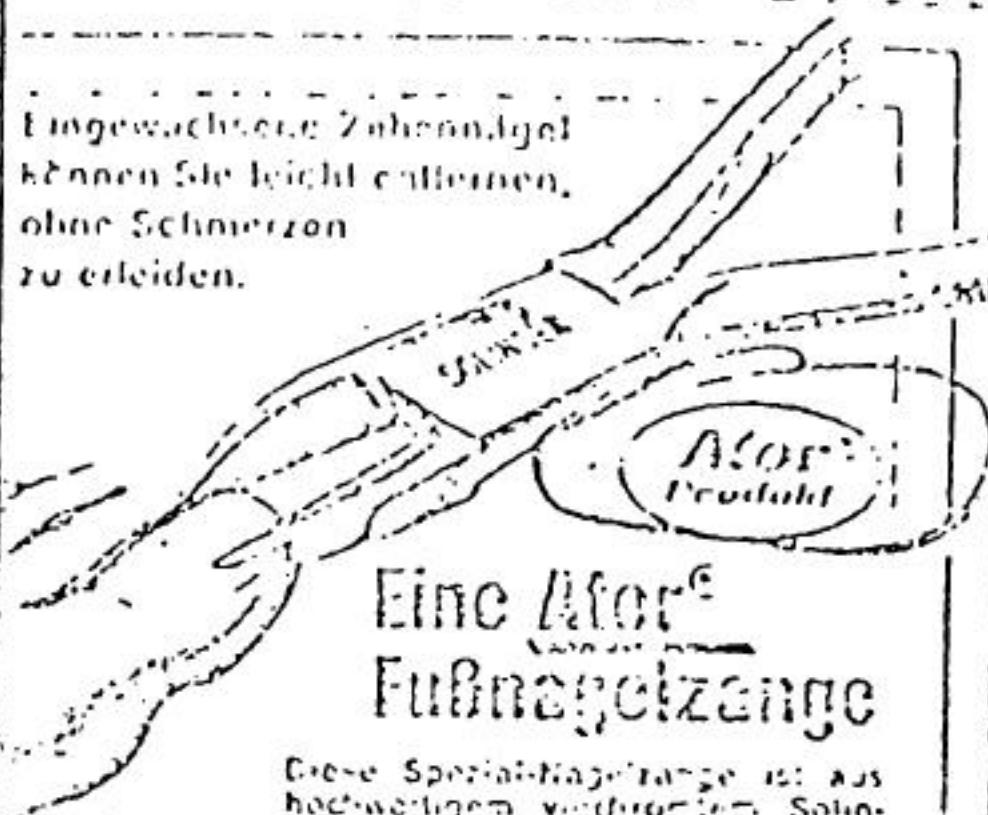 Eingewachsene Zehennägel
können Sie leicht entfernen,
ohne Schmerzen
zu erleiden.
Afor®
Produkt
Eine Afor®
Fußnagelzange
Diese Spezial-Nagelzange ist aus
hochwertigem